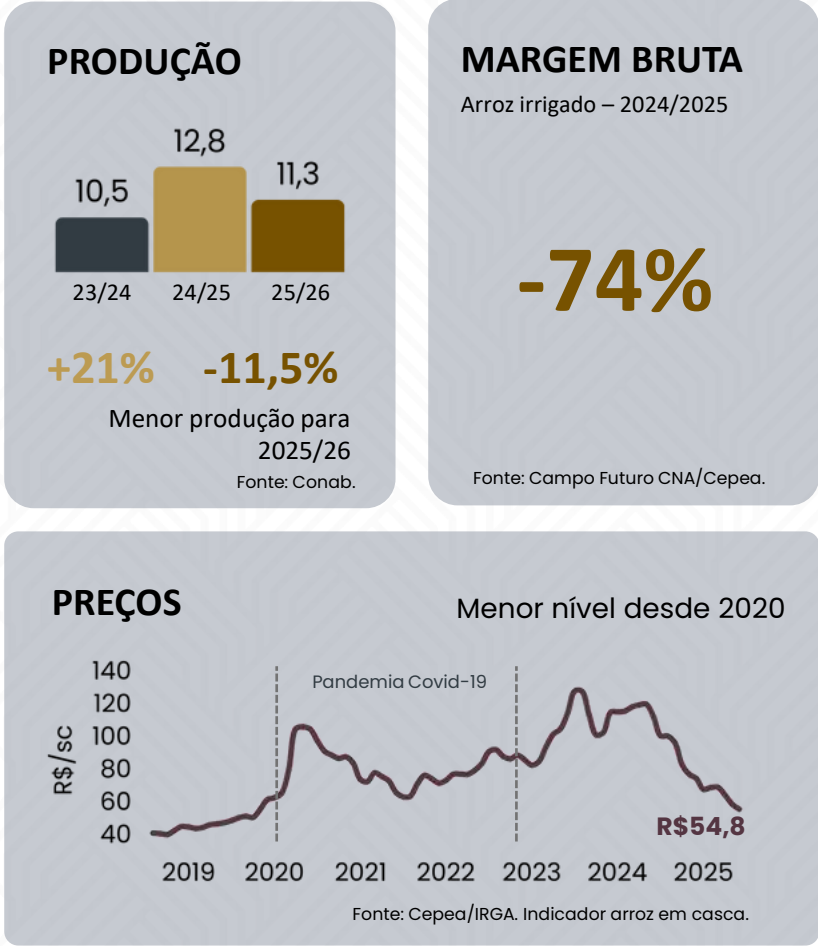 PRODUÇÃO
12,8
10,5
11,3
23/24
24/25
25/26
+21%
-11,5%
Menor produção para
2025/26
Fonte: Conab.
MARGEM BRUTA
Arroz irrigado – 2024/2025
-74%
Fonte: Campo Futuro CNA/Cepea.
PREÇOS
Menor nível desde 2020
140
120
100
80
60
40
R$/sc
Pandemia Covid-19
R$54,8
2019
2020
2021
2022
2023
2024
2025
Fonte: Cepea/IRGA. Indicador arroz em casca.